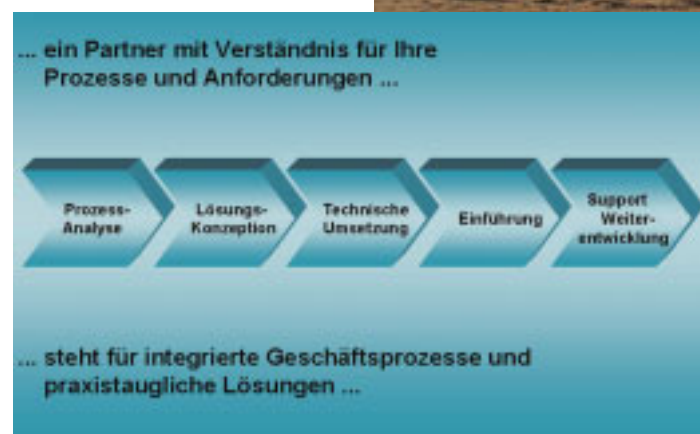 ... ein Partner mit Verständnis für Ihre
Prozesse und Anforderungen ...
Prozess-
Analyse
Lösungs-
Konzeption
Technische
Umsetzung
Einführung
Support
Weiter-
entwicklung
... steht für integrierte Geschäftsprozesse und
praxistaugliche Lösungen ...